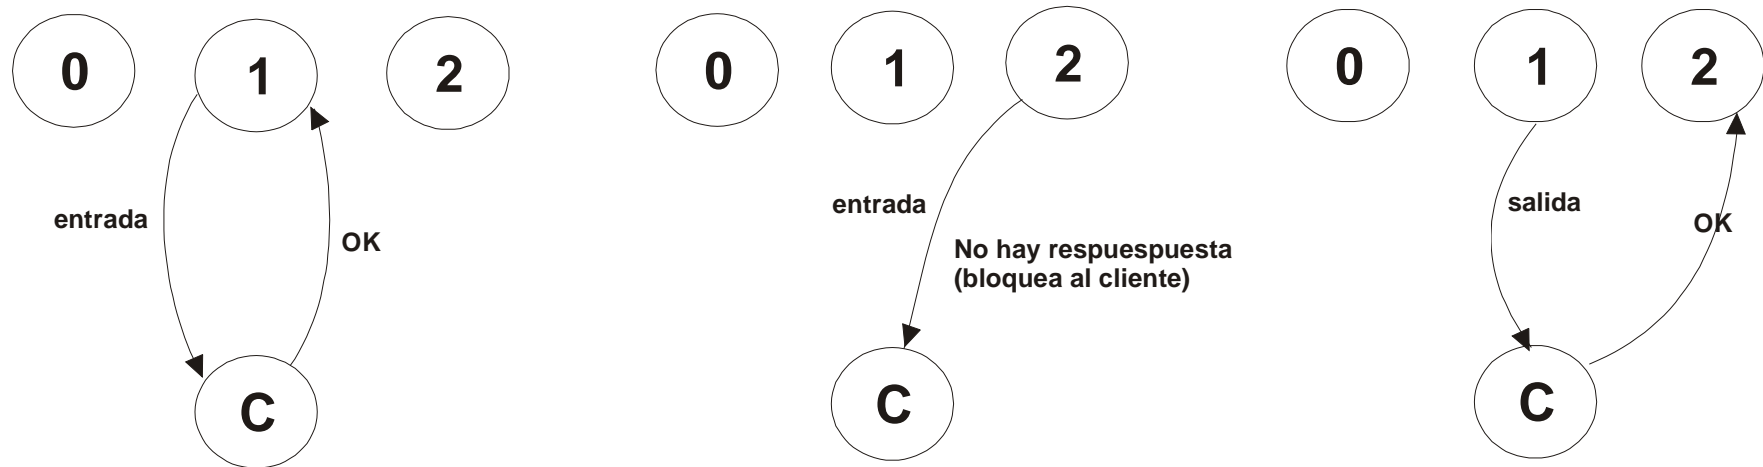 0
1
2
entrada
OK
C
0
1
2
entrada
No hay respuespuesta
(bloquea al cliente)
C
0
1
2
salida
OK
C